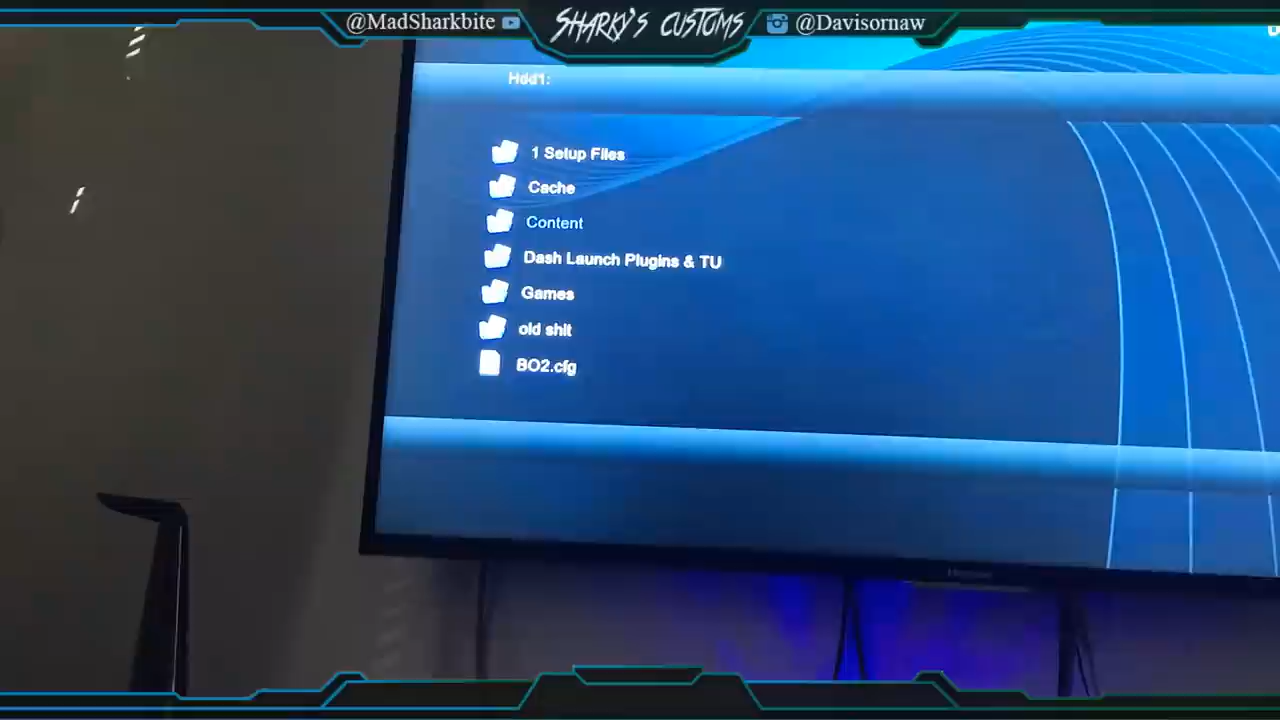 @MadSharkbite SHARKY'S CUSTOMS @Davisornaw
Hdd1:
1 Setup Files
Cache
Content
Dash Launch Plugins & TU
Games
old shit
BO2.cfg